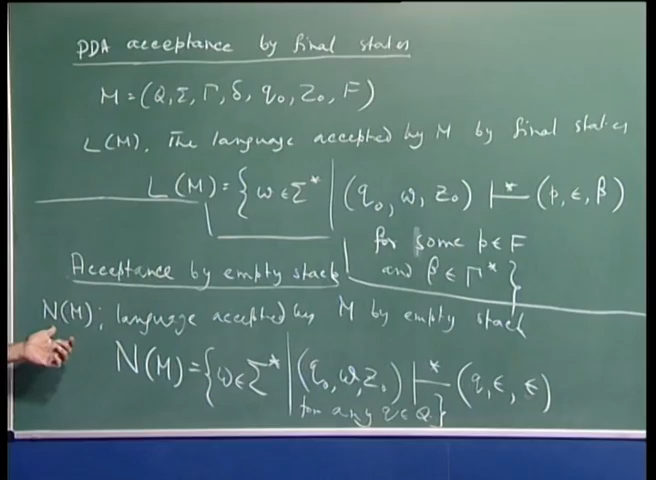 PDA acceptance by final states
M = (Q, Σ, Γ, δ, q₀, Z₀, F)
L(M), The language accepted by M by final states
L(M) = { ω ∈ Σ* | (q₀, ω, Z₀) ⊢* (p, ε, β)
for some p ∈ F
and β ∈ Γ* }
Acceptance by empty stack
N(M); language accepted by M by empty stack
N(M) = { ω ∈ Σ* | (q₀, ω, Z₀) ⊢* (q, ε, ε)
for any q ∈ Q }